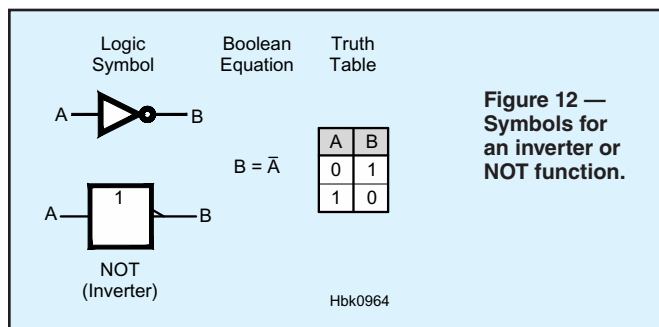 Logic
Symbol
Boolean
Equation
Truth
Table
A
B
B = A̅
A B
0 1
1 0
1
A
B
NOT
(Inverter)
Hbk0964
Figure 12 —
Symbols for
an inverter or
NOT function.